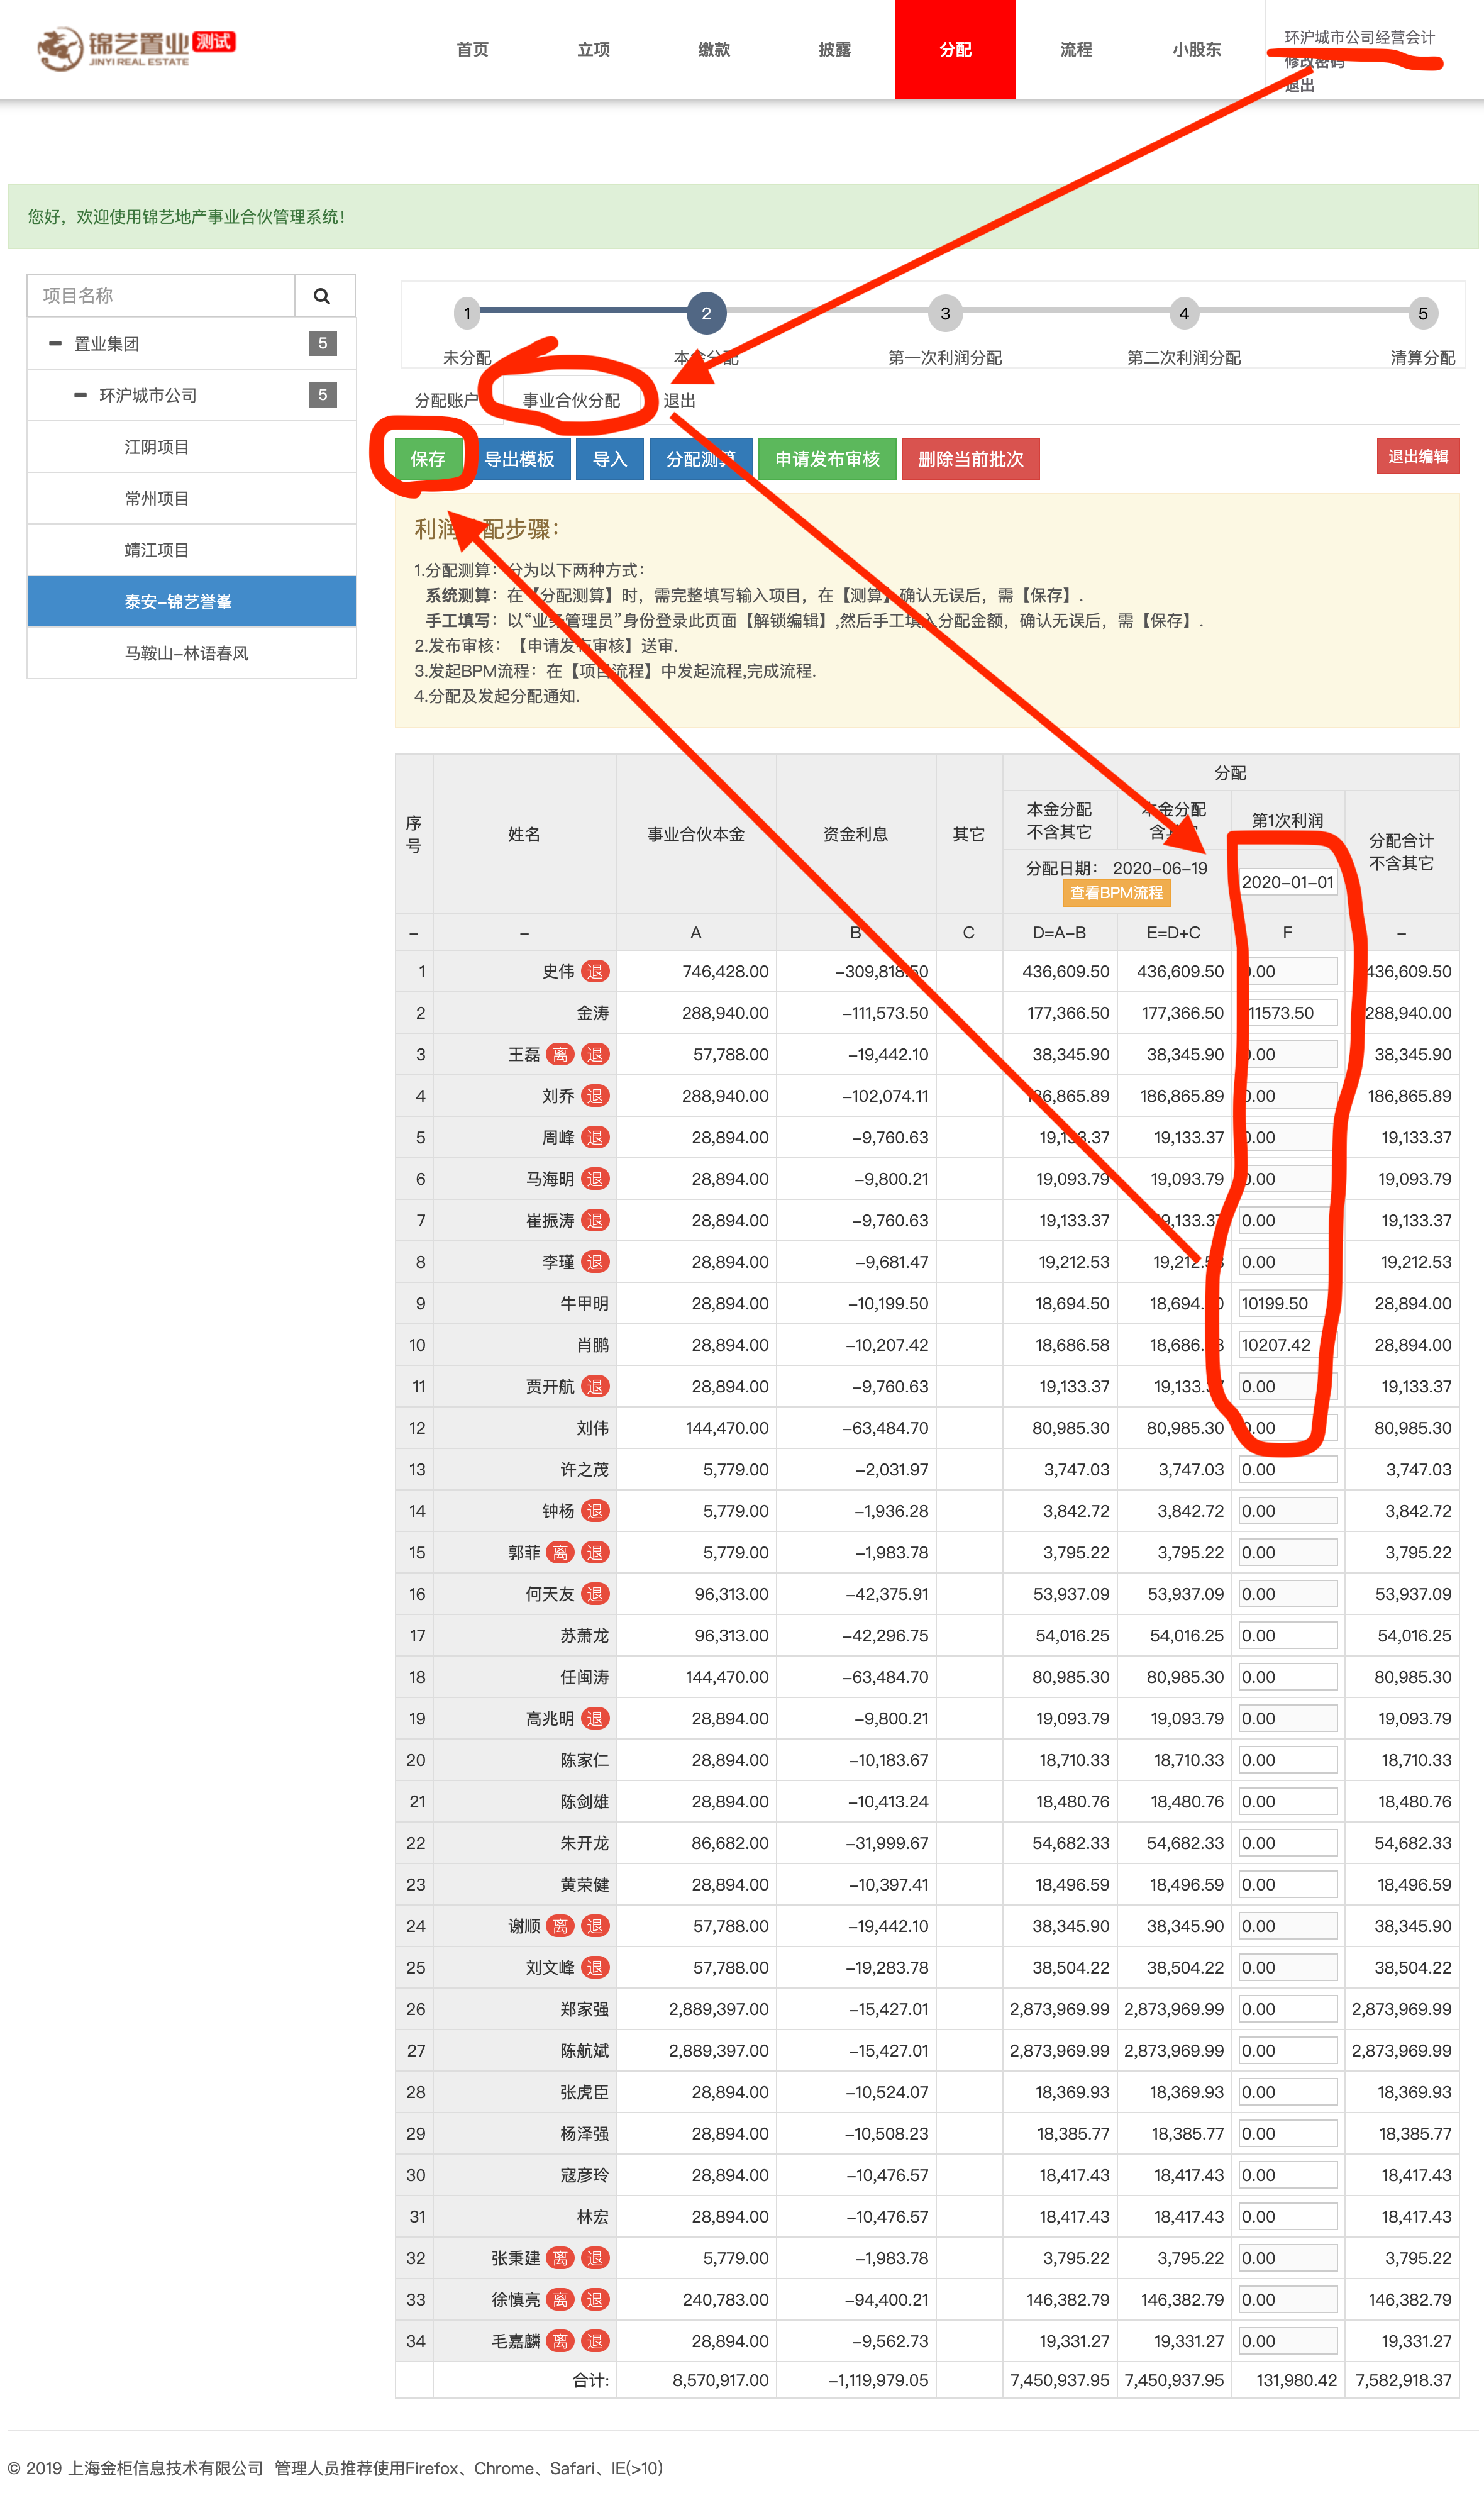 锦艺置业 测试
JINYI REAL ESTATE
首页 立项 缴款 披露 分配 流程 小股东
环沪城市公司经营会计
修改密码
退出
您好，欢迎使用锦艺地产事业合伙管理系统！
项目名称
置业集团 5
环沪城市公司 5
江阴项目
常州项目
靖江项目
泰安-锦艺誉峯
马鞍山-林语春风
1 2 3 4 5
未分配 本金分配 第一次利润分配 第二次利润分配 清算分配
分配账户 事业合伙分配 退出
保存 导出模板 导入 分配测算 申请发布审核 删除当前批次 退出编辑
利润分配步骤：
1.分配测算：分为以下两种方式：
系统测算：在【分配测算】时，需完整填写输入项目，在【测算】确认无误后，需【保存】.
手工填写：以“业务管理员”身份登录此页面【解锁编辑】,然后手工填入分配金额，确认无误后，需【保存】.
2.发布审核：【申请发布审核】送审.
3.发起BPM流程：在【项目流程】中发起流程,完成流程.
4.分配及发起分配通知.
分配
序号 姓名 事业合伙本金 资金利息 其它 本金分配不含其它 本金分配含其它 第1次利润 分配合计不含其它
分配日期： 2020-06-19 2020-01-01
查看BPM流程
– – A B C D=A-B E=D+C F –
1 史伟 退 746,428.00 -309,818.50 436,609.50 436,609.50 0.00 436,609.50
2 金涛 288,940.00 -111,573.50 177,366.50 177,366.50 11573.50 288,940.00
3 王磊 离 退 57,788.00 -19,442.10 38,345.90 38,345.90 0.00 38,345.90
4 刘乔 退 288,940.00 -102,074.11 186,865.89 186,865.89 0.00 186,865.89
5 周峰 退 28,894.00 -9,760.63 19,133.37 19,133.37 0.00 19,133.37
6 马海明 退 28,894.00 -9,800.21 19,093.79 19,093.79 0.00 19,093.79
7 崔振涛 退 28,894.00 -9,760.63 19,133.37 19,133.37 0.00 19,133.37
8 李瑾 退 28,894.00 -9,681.47 19,212.53 19,212.53 0.00 19,212.53
9 牛甲明 28,894.00 -10,199.50 18,694.50 18,694.50 10199.50 28,894.00
10 肖鹏 28,894.00 -10,207.42 18,686.58 18,686.58 10207.42 28,894.00
11 贾开航 退 28,894.00 -9,760.63 19,133.37 19,133.37 0.00 19,133.37
12 刘伟 144,470.00 -63,484.70 80,985.30 80,985.30 0.00 80,985.30
13 许之茂 5,779.00 -2,031.97 3,747.03 3,747.03 0.00 3,747.03
14 钟杨 退 5,779.00 -1,936.28 3,842.72 3,842.72 0.00 3,842.72
15 郭菲 离 退 5,779.00 -1,983.78 3,795.22 3,795.22 0.00 3,795.22
16 何天友 退 96,313.00 -42,375.91 53,937.09 53,937.09 0.00 53,937.09
17 苏萧龙 96,313.00 -42,296.75 54,016.25 54,016.25 0.00 54,016.25
18 任闽涛 144,470.00 -63,484.70 80,985.30 80,985.30 0.00 80,985.30
19 高兆明 退 28,894.00 -9,800.21 19,093.79 19,093.79 0.00 19,093.79
20 陈家仁 28,894.00 -10,183.67 18,710.33 18,710.33 0.00 18,710.33
21 陈剑雄 28,894.00 -10,413.24 18,480.76 18,480.76 0.00 18,480.76
22 朱开龙 86,682.00 -31,999.67 54,682.33 54,682.33 0.00 54,682.33
23 黄荣健 28,894.00 -10,397.41 18,496.59 18,496.59 0.00 18,496.59
24 谢顺 离 退 57,788.00 -19,442.10 38,345.90 38,345.90 0.00 38,345.90
25 刘文峰 退 57,788.00 -19,283.78 38,504.22 38,504.22 0.00 38,504.22
26 郑家强 2,889,397.00 -15,427.01 2,873,969.99 2,873,969.99 0.00 2,873,969.99
27 陈航斌 2,889,397.00 -15,427.01 2,873,969.99 2,873,969.99 0.00 2,873,969.99
28 张虎臣 28,894.00 -10,524.07 18,369.93 18,369.93 0.00 18,369.93
29 杨泽强 28,894.00 -10,508.23 18,385.77 18,385.77 0.00 18,385.77
30 寇彦玲 28,894.00 -10,476.57 18,417.43 18,417.43 0.00 18,417.43
31 林宏 28,894.00 -10,476.57 18,417.43 18,417.43 0.00 18,417.43
32 张秉建 离 退 5,779.00 -1,983.78 3,795.22 3,795.22 0.00 3,795.22
33 徐慎亮 离 退 240,783.00 -94,400.21 146,382.79 146,382.79 0.00 146,382.79
34 毛嘉麟 离 退 28,894.00 -9,562.73 19,331.27 19,331.27 0.00 19,331.27
合计: 8,570,917.00 -1,119,979.05 7,450,937.95 7,450,937.95 131,980.42 7,582,918.37
© 2019 上海金柜信息技术有限公司 管理人员推荐使用Firefox、Chrome、Safari、IE(>10)